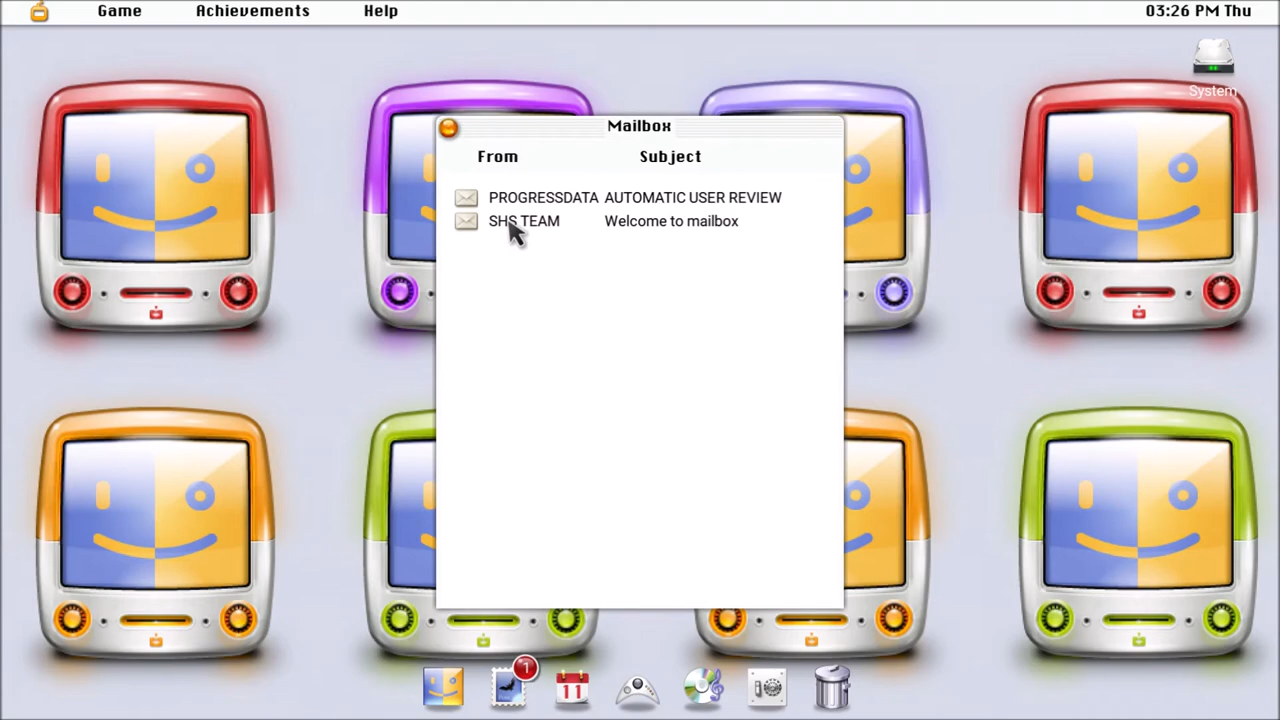 Game Achievements Help 03:26 PM Thu
System
Mailbox
From Subject
PROGRESSDATA AUTOMATIC USER REVIEW
SHS TEAM Welcome to mailbox
1
11